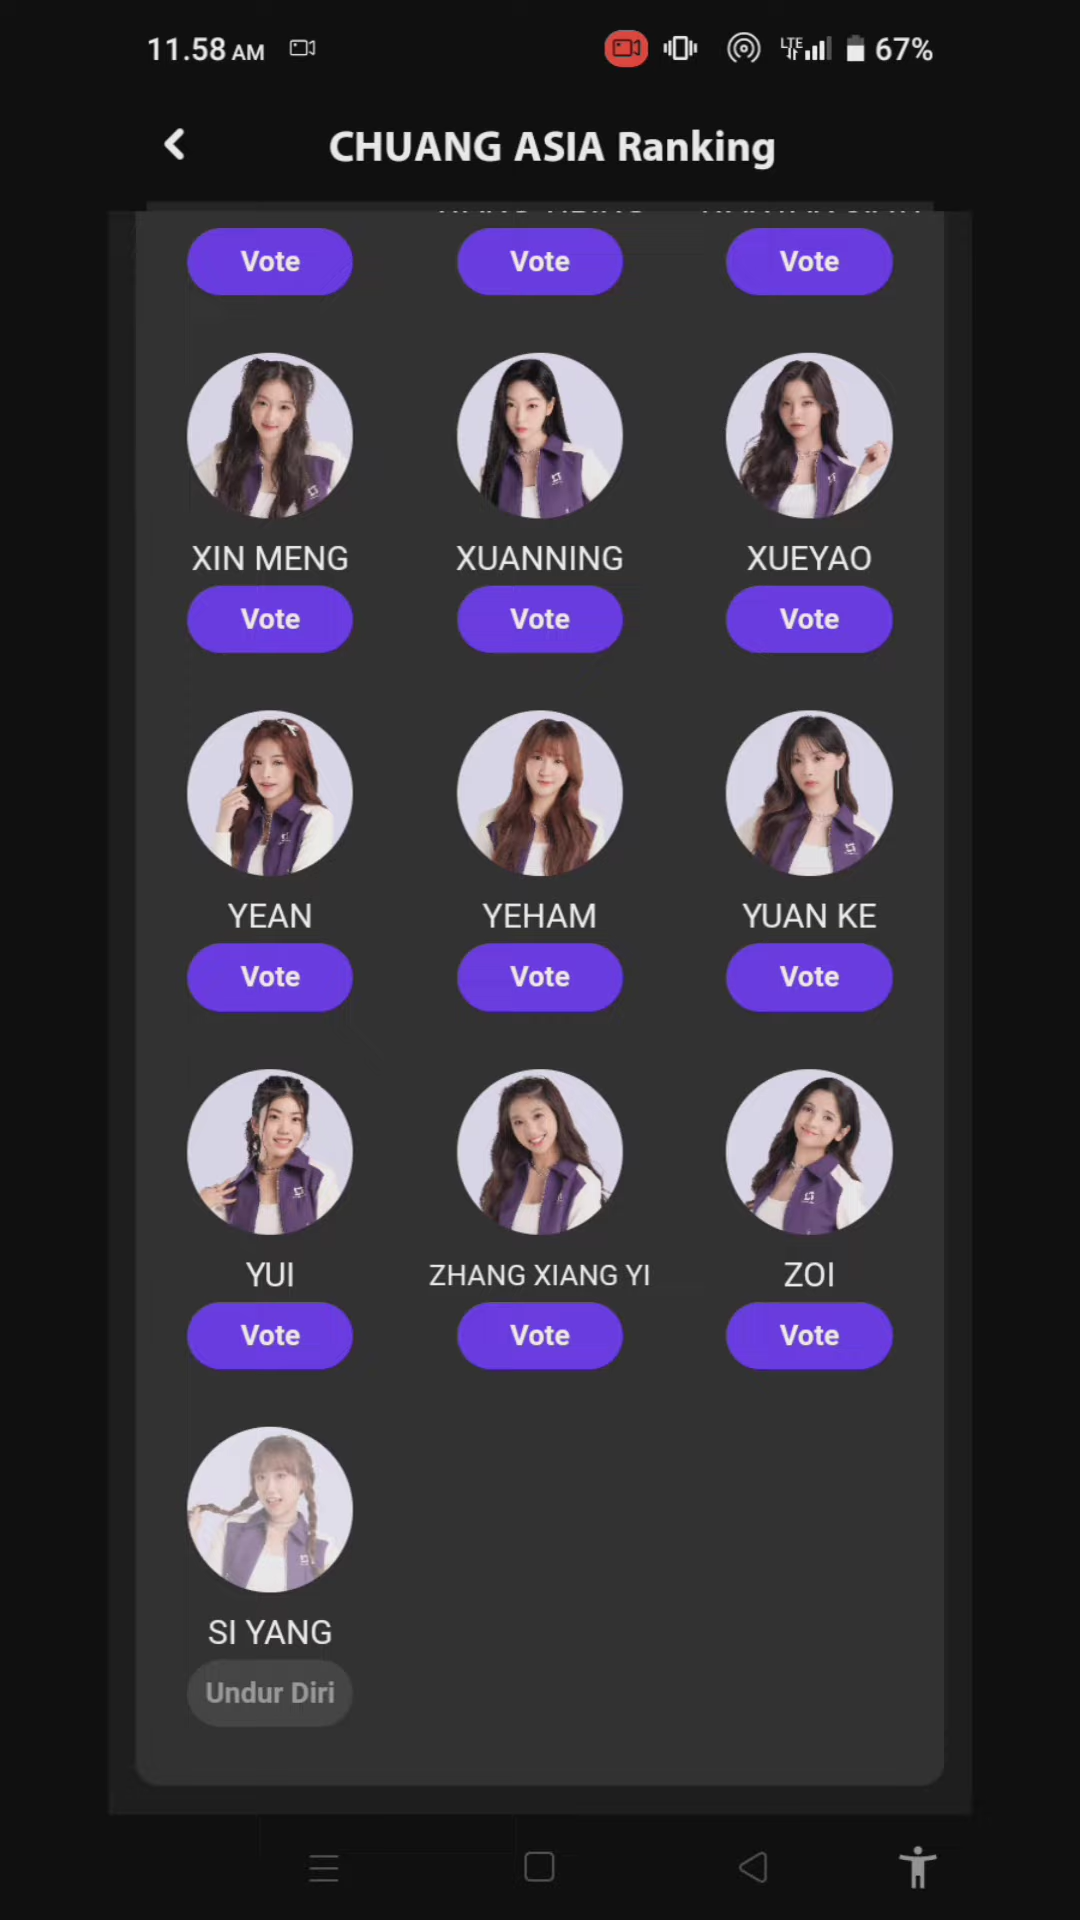 11.58 AM
LTE
67%
CHUANG ASIA Ranking
Vote Vote Vote
XIN MENG XUANNING XUEYAO
Vote Vote Vote
YEAN YEHAM YUAN KE
Vote Vote Vote
YUI ZHANG XIANG YI ZOI
Vote Vote Vote
SI YANG
Undur Diri